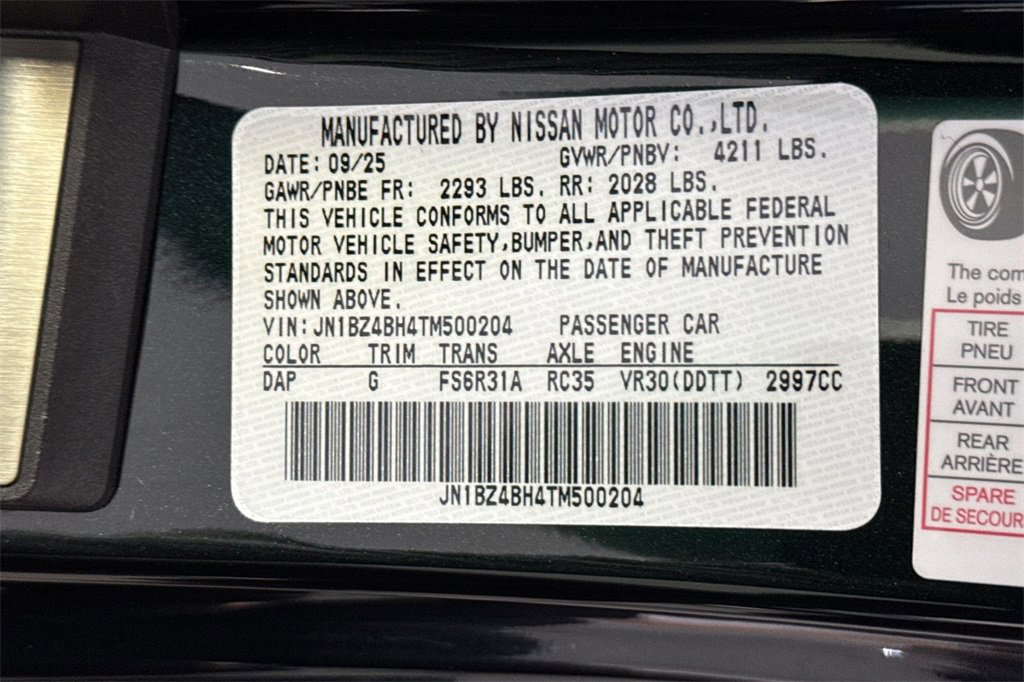 MANUFACTURED BY NISSAN MOTOR CO.,LTD.
DATE: 09/25 GVWR/PNBV: 4211 LBS.
GAWR/PNBE FR: 2293 LBS. RR: 2028 LBS.
THIS VEHICLE CONFORMS TO ALL APPLICABLE FEDERAL
MOTOR VEHICLE SAFETY,BUMPER,AND THEFT PREVENTION
STANDARDS IN EFFECT ON THE DATE OF MANUFACTURE
SHOWN ABOVE.
VIN:JN1BZ4BH4TM500204 PASSENGER CAR
COLOR TRIM TRANS AXLE ENGINE
DAP G FS6R31A RC35 VR30(DDTT) 2997CC
JN1BZ4BH4TM500204
The com
Le poids
TIRE
PNEU
FRONT
AVANT
REAR
ARRIÈRE
SPARE
DE SECOUR